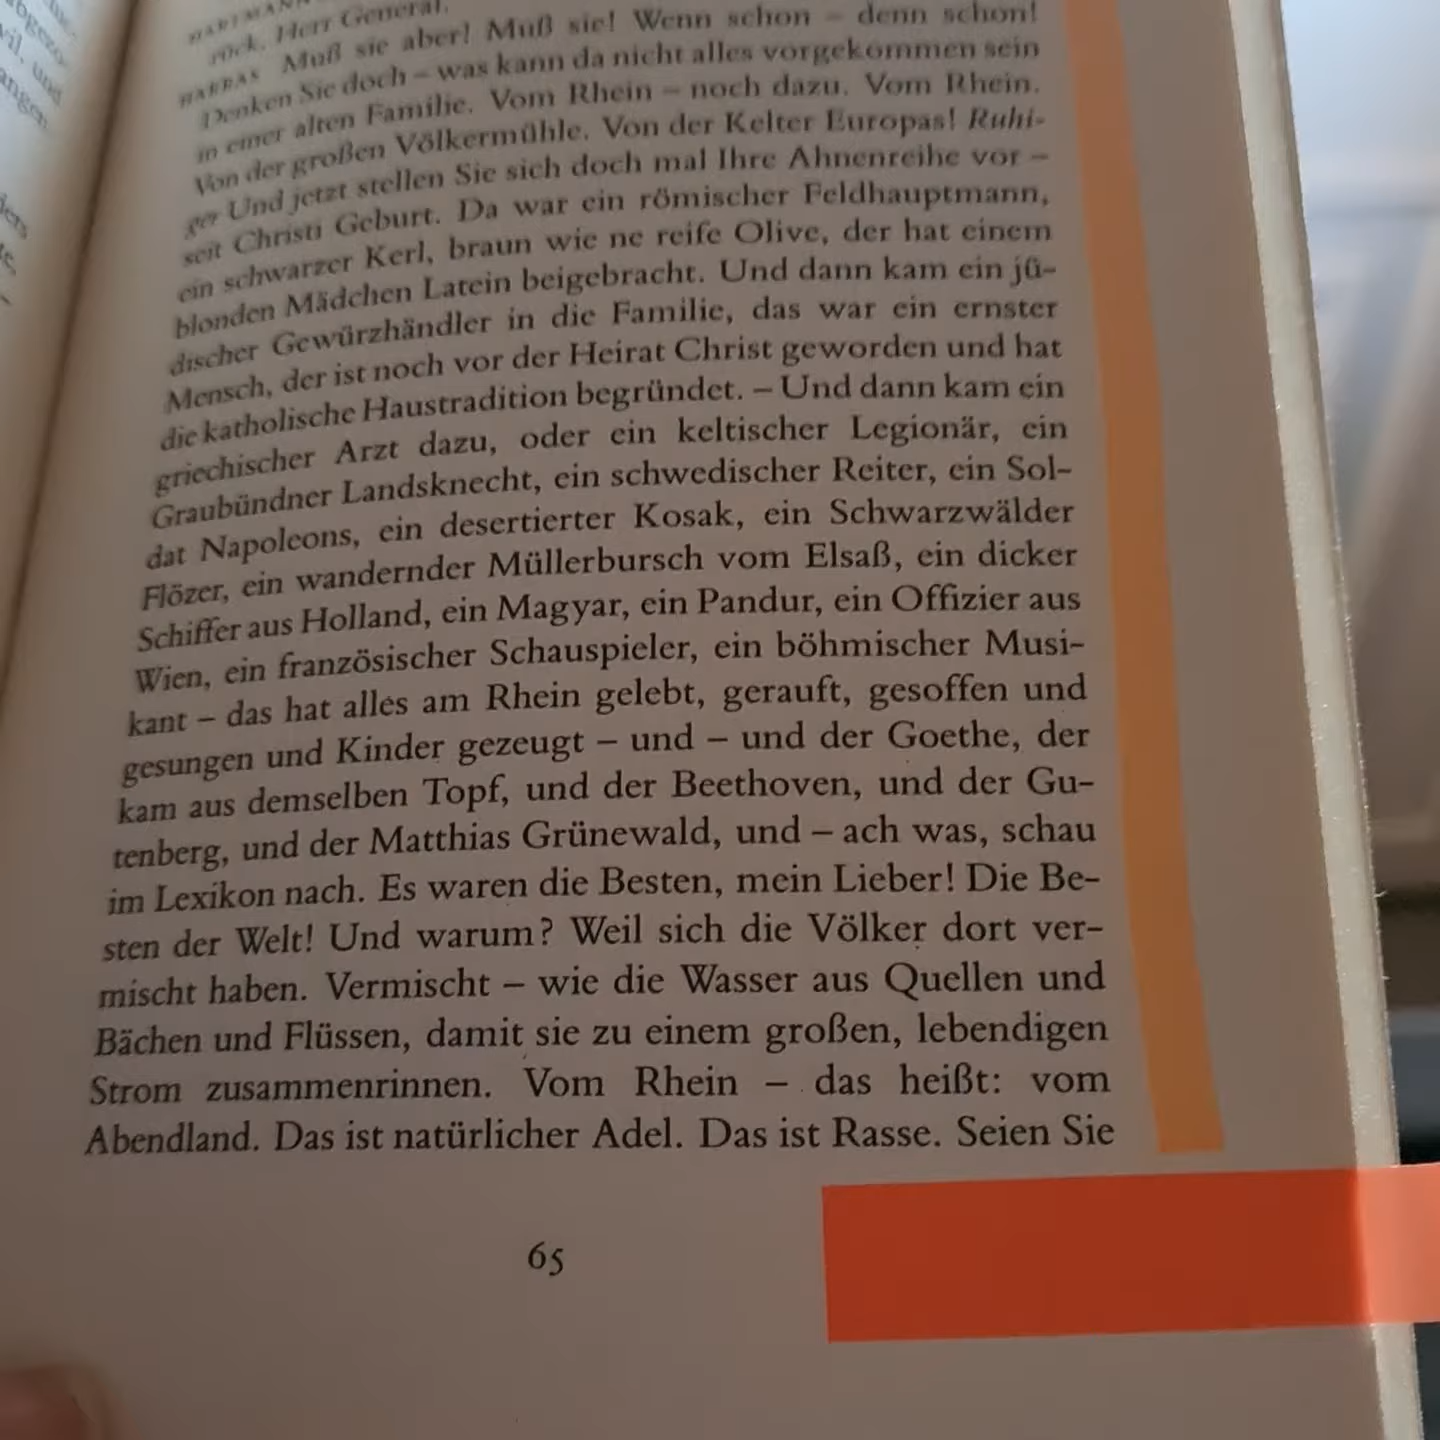 HARTMANN
rück, Herr General.
HARRAS Muß sie aber! Muß sie! Wenn schon – denn schon!
Denken Sie doch – was kann da nicht alles vorgekommen sein
in einer alten Familie. Vom Rhein – noch dazu. Vom Rhein.
Von der großen Völkermühle. Von der Kelter Europas! Ruhi-
ger Und jetzt stellen Sie sich doch mal Ihre Ahnenreihe vor –
seit Christi Geburt. Da war ein römischer Feldhauptmann,
ein schwarzer Kerl, braun wie ne reife Olive, der hat einem
blonden Mädchen Latein beigebracht. Und dann kam ein jü-
discher Gewürzhändler in die Familie, das war ein ernster
Mensch, der ist noch vor der Heirat Christ geworden und hat
die katholische Haustradition begründet. – Und dann kam ein
griechischer Arzt dazu, oder ein keltischer Legionär, ein
Graubündner Landsknecht, ein schwedischer Reiter, ein Sol-
dat Napoleons, ein desertierter Kosak, ein Schwarzwälder
Flözer, ein wandernder Müllerbursch vom Elsaß, ein dicker
Schiffer aus Holland, ein Magyar, ein Pandur, ein Offizier aus
Wien, ein französischer Schauspieler, ein böhmischer Musi-
kant – das hat alles am Rhein gelebt, gerauft, gesoffen und
gesungen und Kinder gezeugt – und – und der Goethe, der
kam aus demselben Topf, und der Beethoven, und der Gu-
tenberg, und der Matthias Grünewald, und – ach was, schau
im Lexikon nach. Es waren die Besten, mein Lieber! Die Be-
sten der Welt! Und warum? Weil sich die Völker dort ver-
mischt haben. Vermischt – wie die Wasser aus Quellen und
Bächen und Flüssen, damit sie zu einem großen, lebendigen
Strom zusammenrinnen. Vom Rhein – das heißt: vom
Abendland. Das ist natürlicher Adel. Das ist Rasse. Seien Sie
65